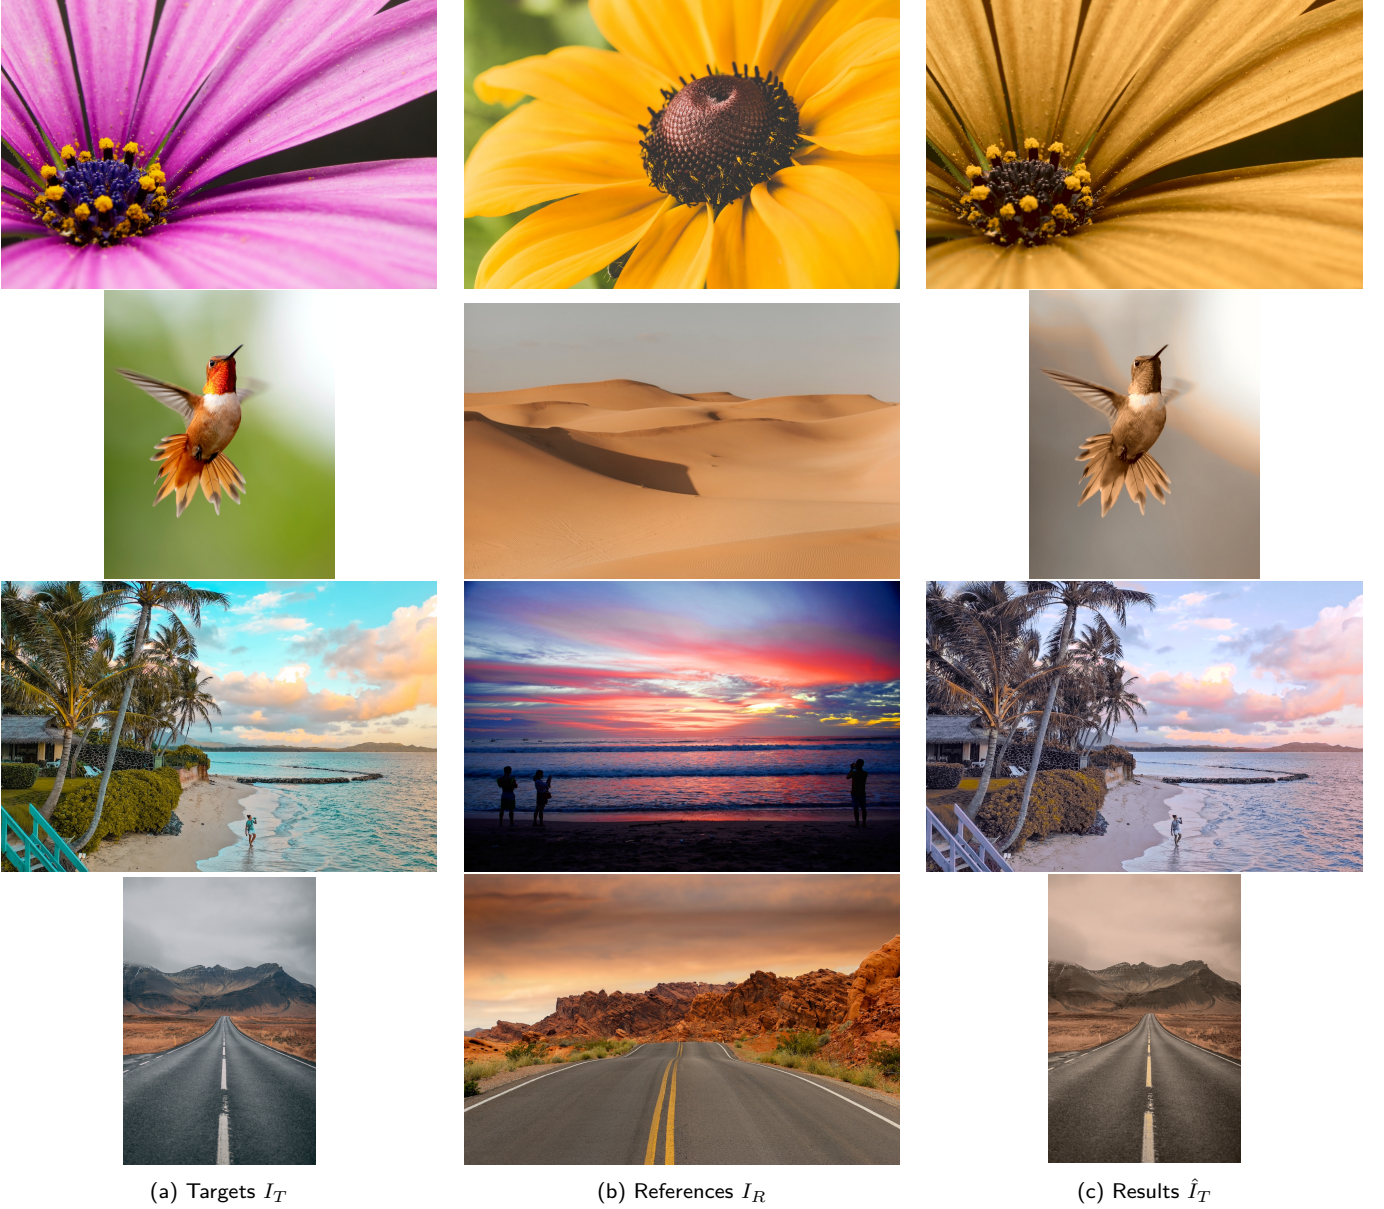 (a) Targets I_T
(b) References I_R
(c) Results Î_T